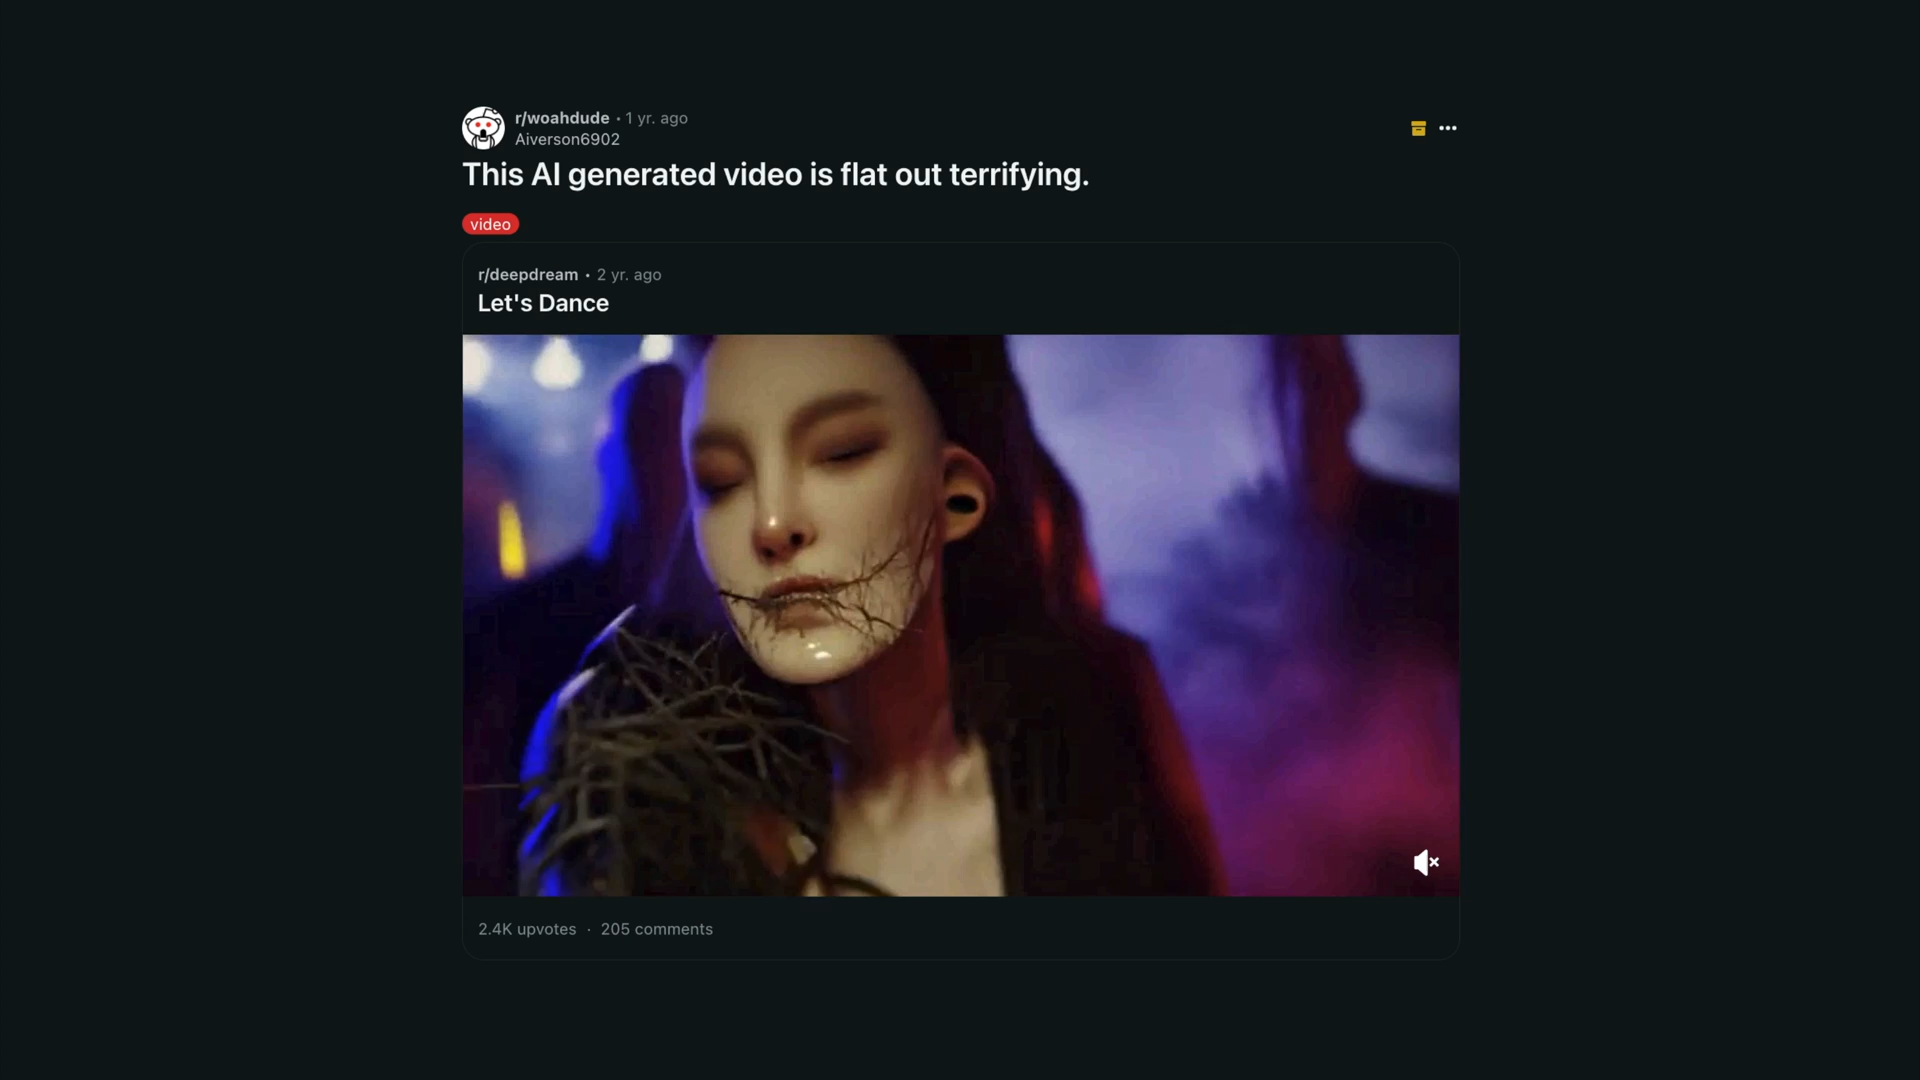 r/woahdude • 1 yr. ago
Aiverson6902
This AI generated video is flat out terrifying.
video
r/deepdream • 2 yr. ago
Let's Dance
2.4K upvotes · 205 comments